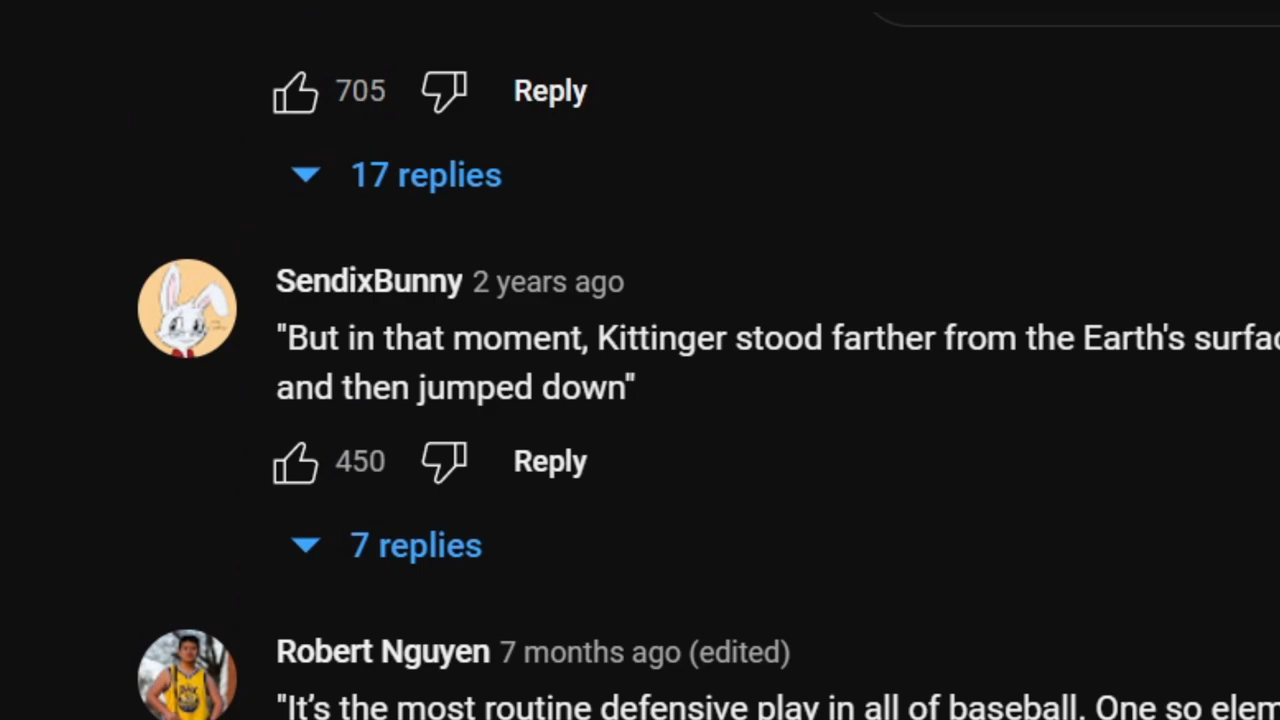 705 Reply
17 replies
SendixBunny 2 years ago
"But in that moment, Kittinger stood farther from the Earth's
and then jumped down"
450 Reply
7 replies
Robert Nguyen 7 months ago (edited)
"It’s the most routine defensive play in all of baseball. One so